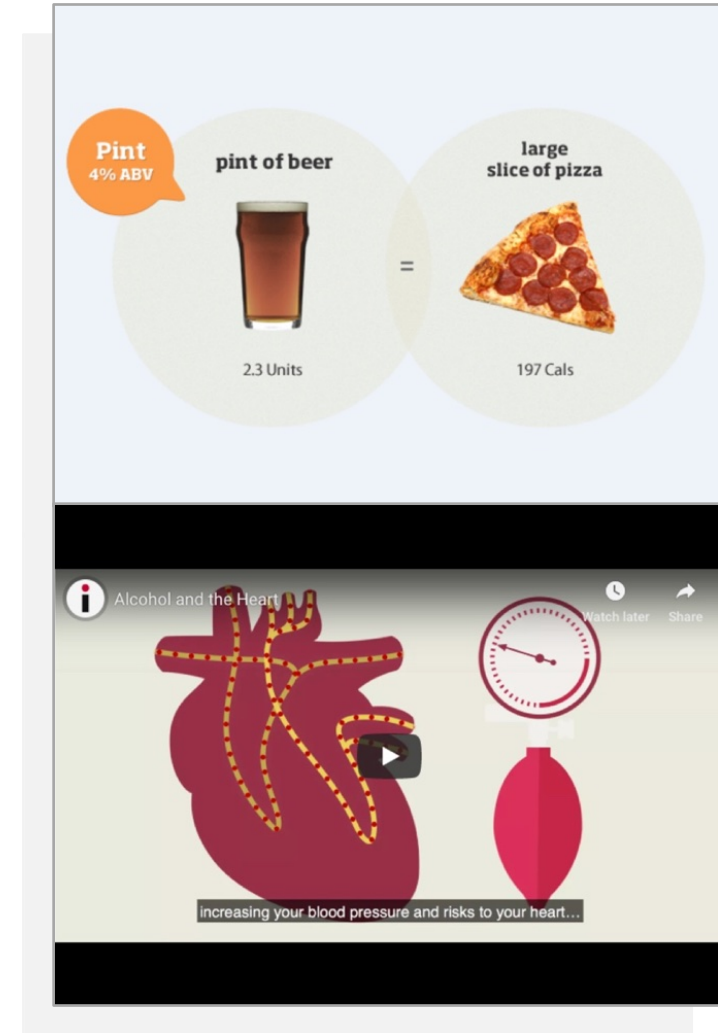 Pint
4% ABV
pint of beer
large
slice of pizza
=
2.3 Units
197 Cals
i
Alcohol and the Heart
Watch later
Share
increasing your blood pressure and risks to your heart...